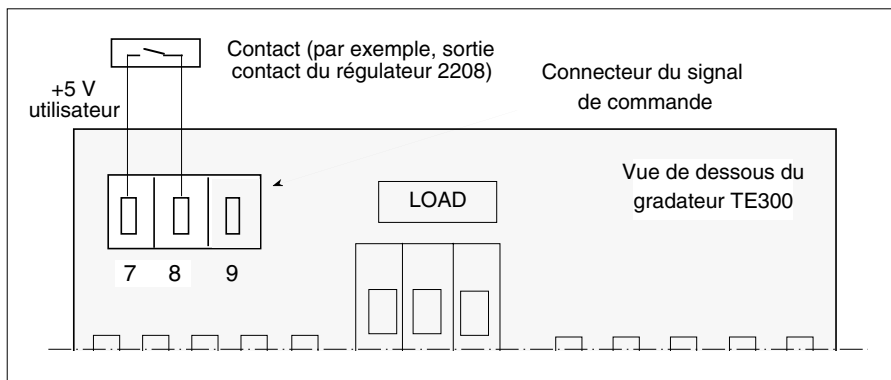 Contact (par exemple, sortie
contact du régulateur 2208)
+5 V
utilisateur
Connecteur du signal
de commande
Vue de dessous du
gradateur TE300
LOAD
7 8 9